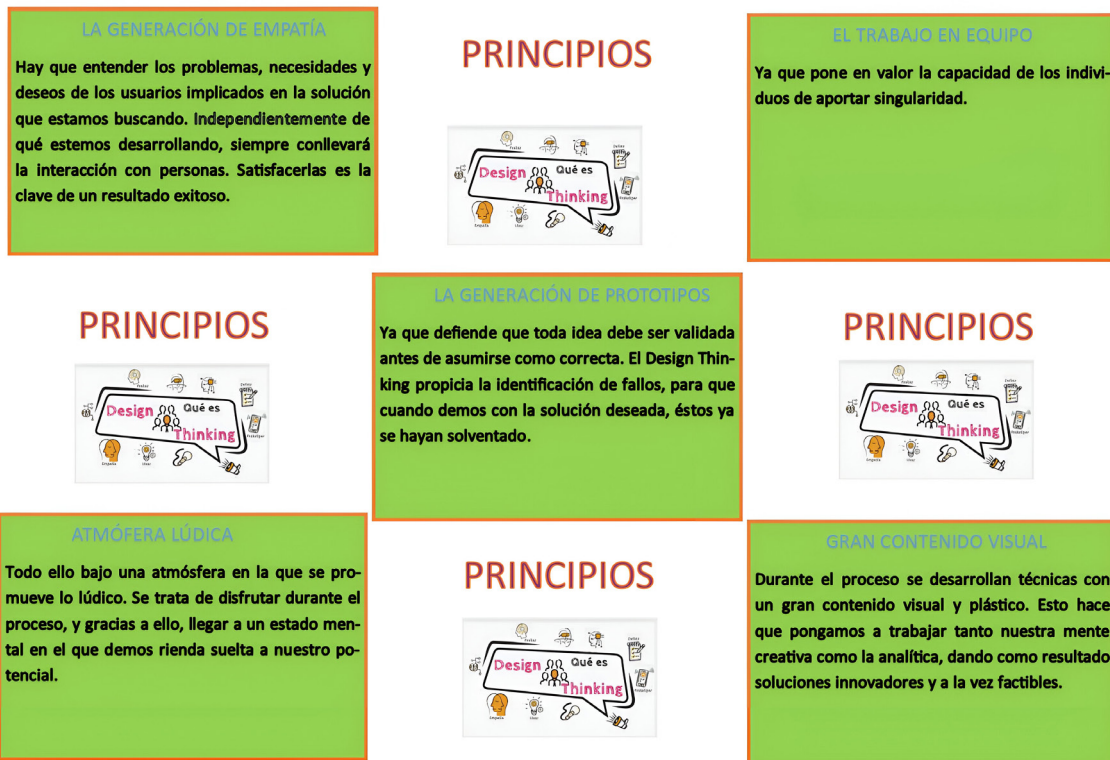 LA GENERACIÓN DE EMPATÍA
Hay que entender los problemas, necesidades y
deseos de los usuarios implicados en la solución
que estamos buscando. Independientemente de
qué estemos desarrollando, siempre conllevará
la interacción con personas. Satisfacerlas es la
clave de un resultado exitoso.
PRINCIPIOS
Qué es
Design
Thinking
EL TRABAJO EN EQUIPO
Ya que pone en valor la capacidad de los indivi-
duos de aportar singularidad.
PRINCIPIOS
Qué es
Design
Thinking
LA GENERACIÓN DE PROTOTIPOS
Ya que defiende que toda idea debe ser validada
antes de asumirse como correcta. El Design Thin-
king propicia la identificación de fallos, para que
cuando demos con la solución deseada, éstos ya
se hayan solventado.
PRINCIPIOS
Qué es
Design
Thinking
ATMÓFERA LÚDICA
Todo ello bajo una atmósfera en la que se pro-
mueve lo lúdico. Se trata de disfrutar durante el
proceso, y gracias a ello, llegar a un estado men-
tal en el que demos rienda suelta a nuestro po-
tencial.
PRINCIPIOS
Qué es
Design
Thinking
GRAN CONTENIDO VISUAL
Durante el proceso se desarrollan técnicas con
un gran contenido visual y plástico. Esto hace
que pongamos a trabajar tanto nuestra mente
creativa como la analítica, dando como resultado
soluciones innovadores y a la vez factibles.